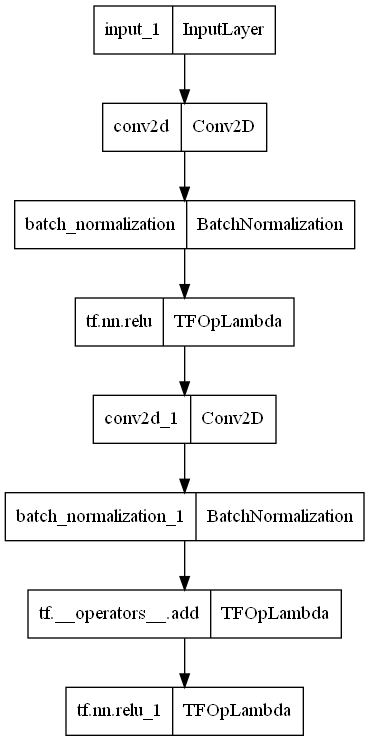 input_1 InputLayer
conv2d Conv2D
batch_normalization BatchNormalization
tf.nn.relu TFOpLambda
conv2d_1 Conv2D
batch_normalization_1 BatchNormalization
tf.__operators__.add TFOpLambda
tf.nn.relu_1 TFOpLambda